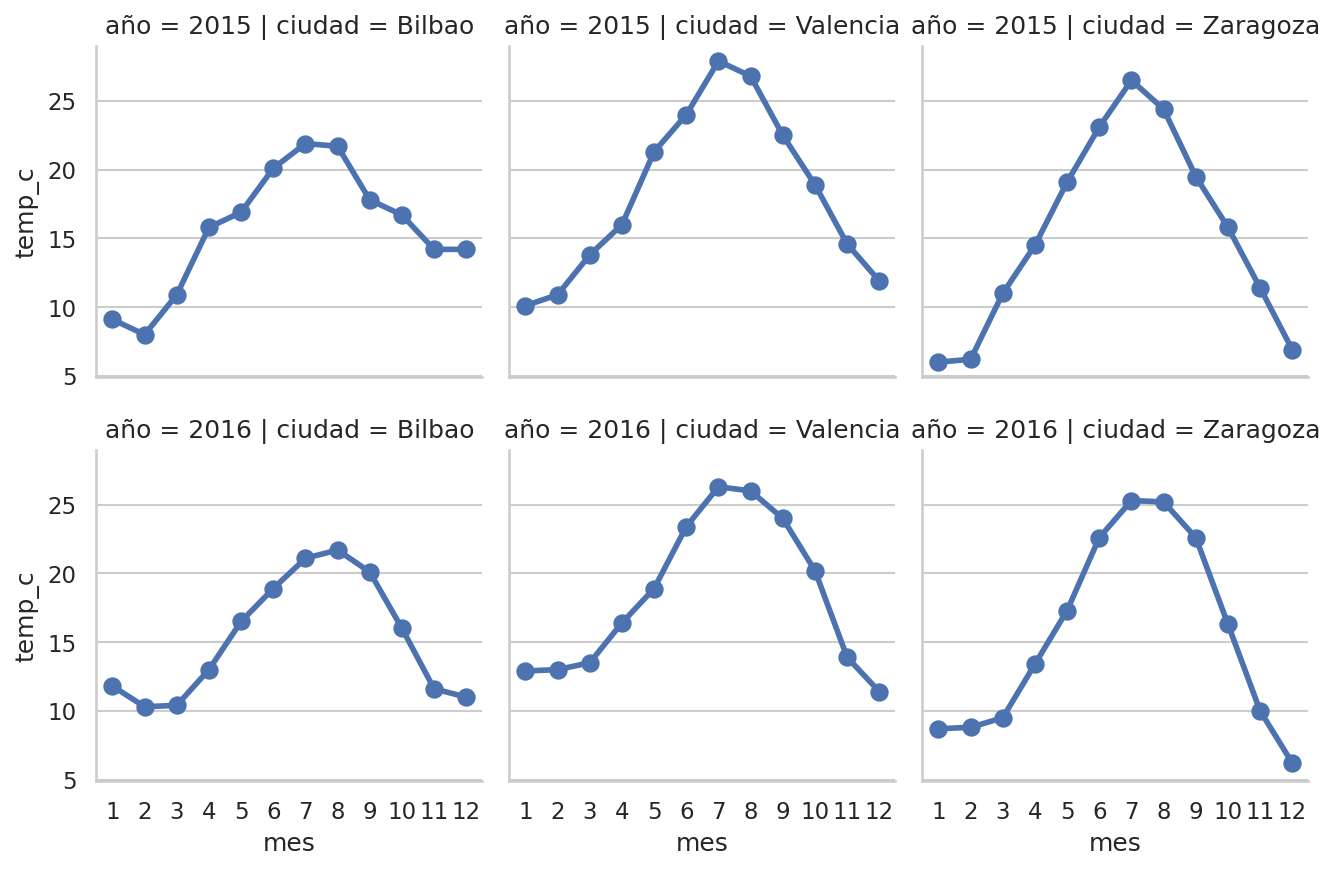 año = 2015 | ciudad = Bilbao
año = 2015 | ciudad = Valencia
año = 2015 | ciudad = Zaragoza
temp_c
25
20
15
10
5
año = 2016 | ciudad = Bilbao
año = 2016 | ciudad = Valencia
año = 2016 | ciudad = Zaragoza
temp_c
25
20
15
10
5
1 2 3 4 5 6 7 8 9 10 11 12
1 2 3 4 5 6 7 8 9 10 11 12
1 2 3 4 5 6 7 8 9 10 11 12
mes
mes
mes